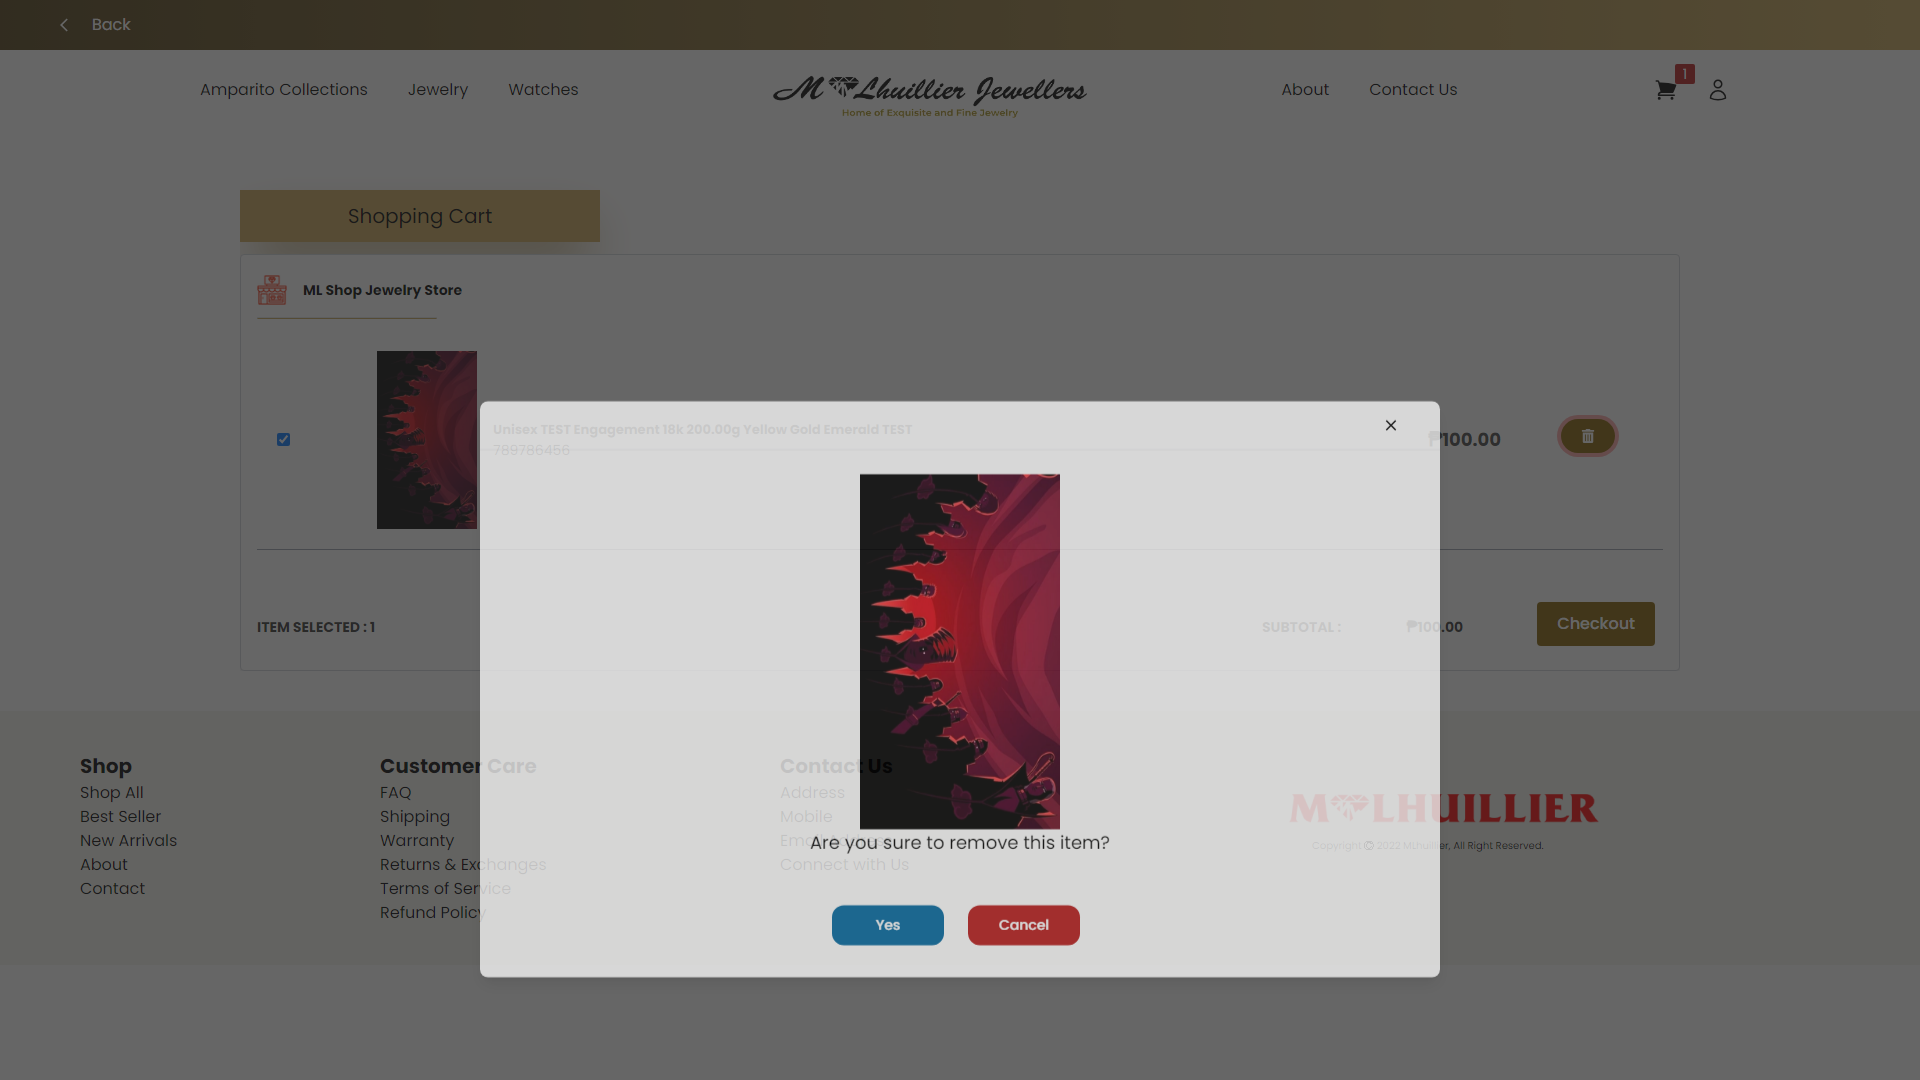 Back
Amparito Collections
Jewelry
Watches
M Lhuillier Jewellers
Home of Exquisite and Fine Jewelry
About
Contact Us
1
Shopping Cart
ML Shop Jewelry Store
Unisex TEST Engagement 18k 200.00g Yellow Gold Emerald TEST
789786456
₱100.00
ITEM SELECTED : 1
SUBTOTAL :
₱100.00
Checkout
Are you sure to remove this item?
Yes
Cancel
Shop
Shop All
Best Seller
New Arrivals
About
Contact
Customer Care
FAQ
Shipping
Warranty
Returns & Exchanges
Terms of Service
Refund Policy
Contact Us
Address
Mobile
Email Address
Connect with Us
M LHUILLIER
Copyright © 2022 MLhuillier, All Right Reserved.